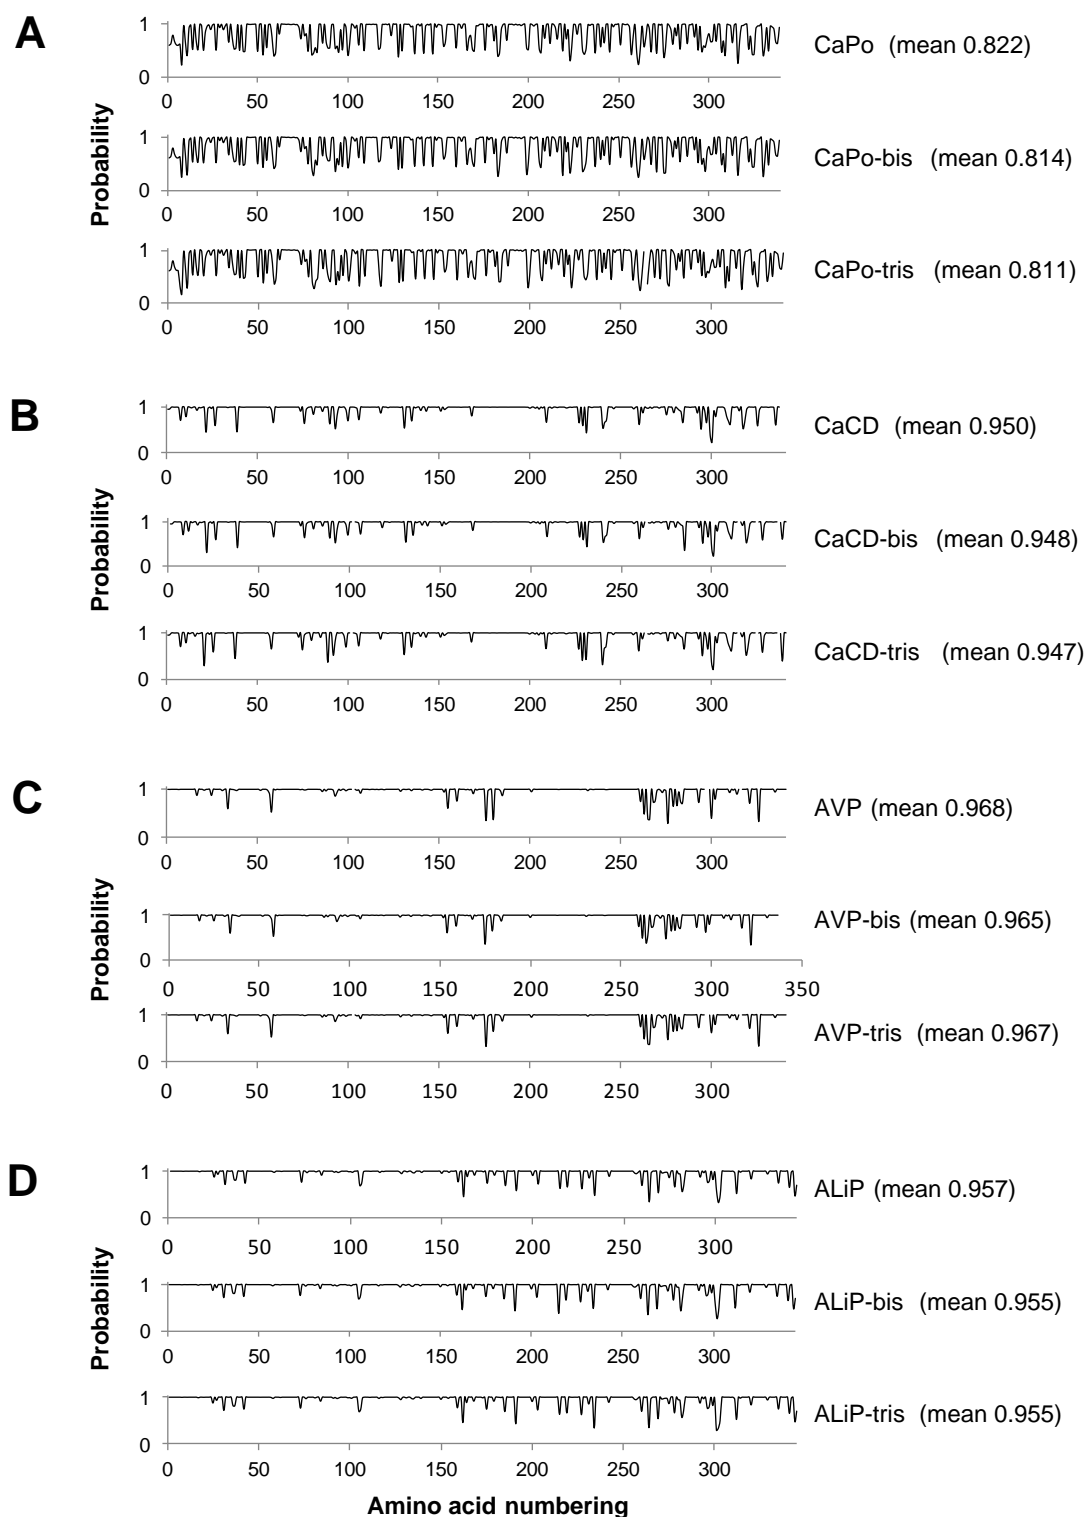 A
1
0
0 50 100 150 200 250 300
CaPo (mean 0.822)
Probability
1
0
0 50 100 150 200 250 300
CaPo-bis (mean 0.814)
1
0
0 50 100 150 200 250 300
CaPo-tris (mean 0.811)
B
1
0
0 50 100 150 200 250 300
CaCD (mean 0.950)
Probability
1
0
0 50 100 150 200 250 300
CaCD-bis (mean 0.948)
1
0
0 50 100 150 200 250 300
CaCD-tris (mean 0.947)
C
1
0
0 50 100 150 200 250 300
AVP (mean 0.968)
Probability
1
0
0 50 100 150 200 250 300 350
AVP-bis (mean 0.965)
1
0
0 50 100 150 200 250 300
AVP-tris (mean 0.967)
D
1
0
0 50 100 150 200 250 300
ALiP (mean 0.957)
Probability
1
0
0 50 100 150 200 250 300
ALiP-bis (mean 0.955)
1
0
0 50 100 150 200 250 300
ALiP-tris (mean 0.955)
Amino acid numbering